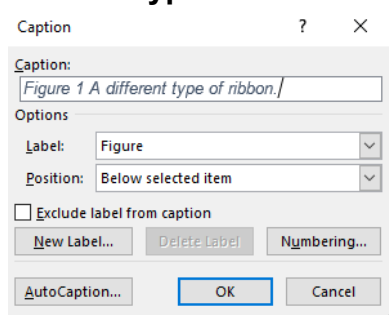 Caption ? ×
Caption:
Figure 1 A different type of ribbon.
Options
Label: Figure
Position: Below selected item
Exclude label from caption
New Label... Delete Label Numbering...
AutoCaption... OK Cancel